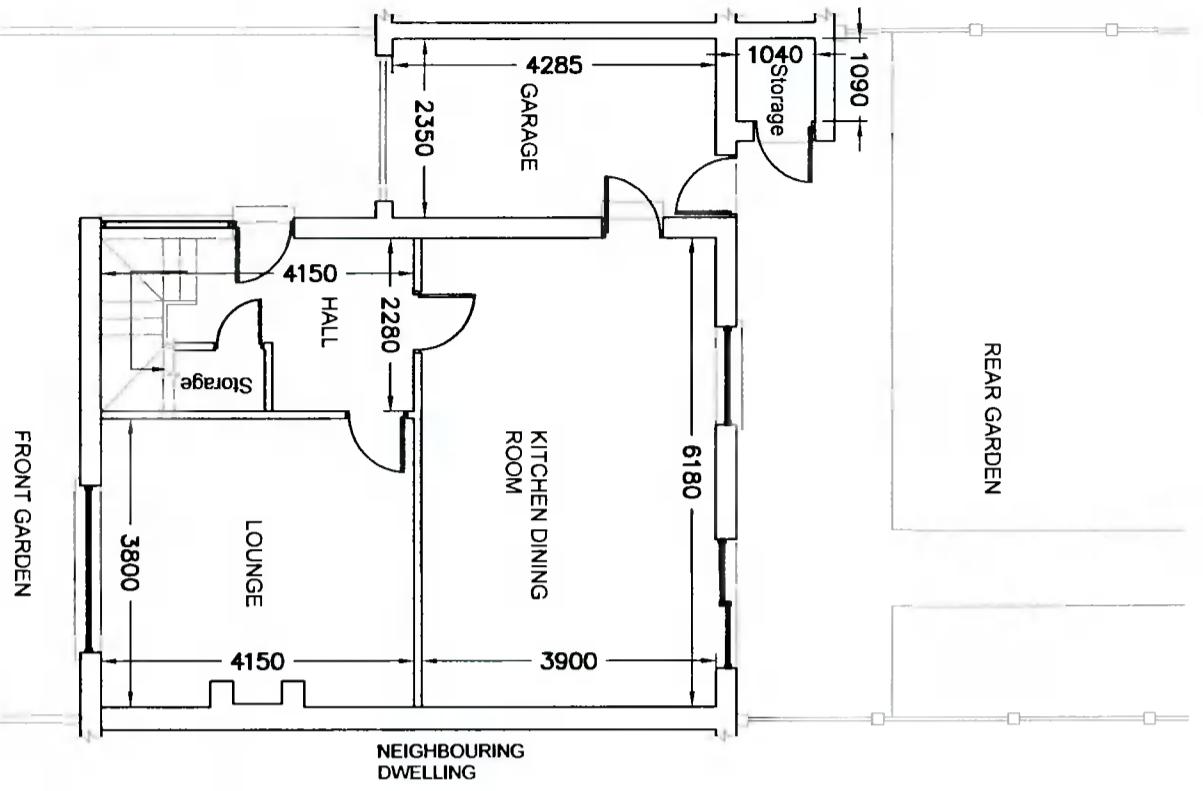 4285
1040
1090
Storage
GARAGE
2350
4150
HALL
2280
Storage
REAR GARDEN
KITCHEN DINING
ROOM
6180
FRONT GARDEN
LOUNGE
3800
4150
3900
NEIGHBOURING
DWELLING